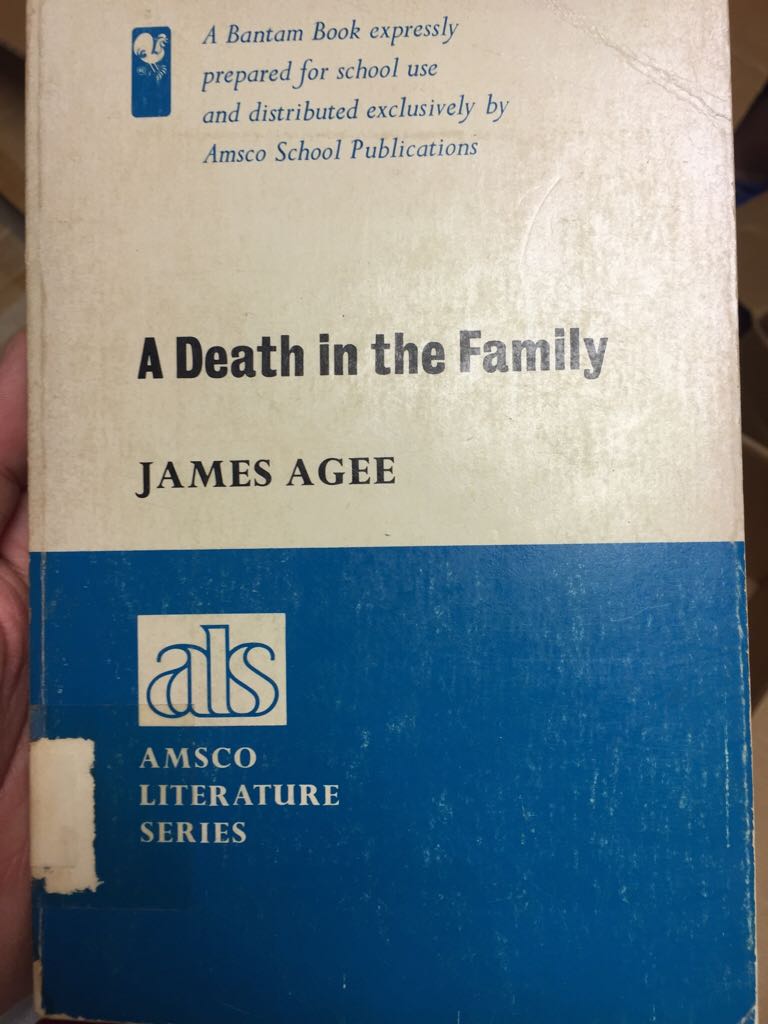 A Bantam Book expressly
prepared for school use
and distributed exclusively by
Amsco School Publications
A Death in the Family
JAMES AGEE
als
AMSCO
LITERATURE
SERIES